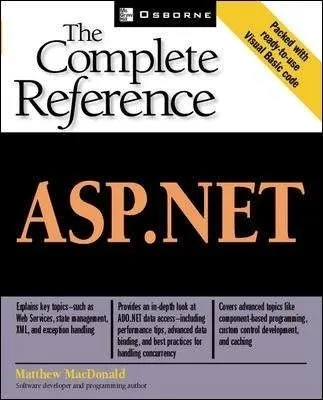 Mc
Graw
Hill
OSBORNE
The Complete
Reference
Packed with
ready-to-use
Visual Basic code
ASP.NET
Explains key topics—such as
Web Services, state management,
XML, and exception handling
Provides an in-depth look at
ADO.NET data access—including
performance tips, advanced data
binding, and best practices for
handling concurrency
Covers advanced topics like
component-based programming,
custom control development,
and caching
Matthew MacDonald
Software developer and programming author